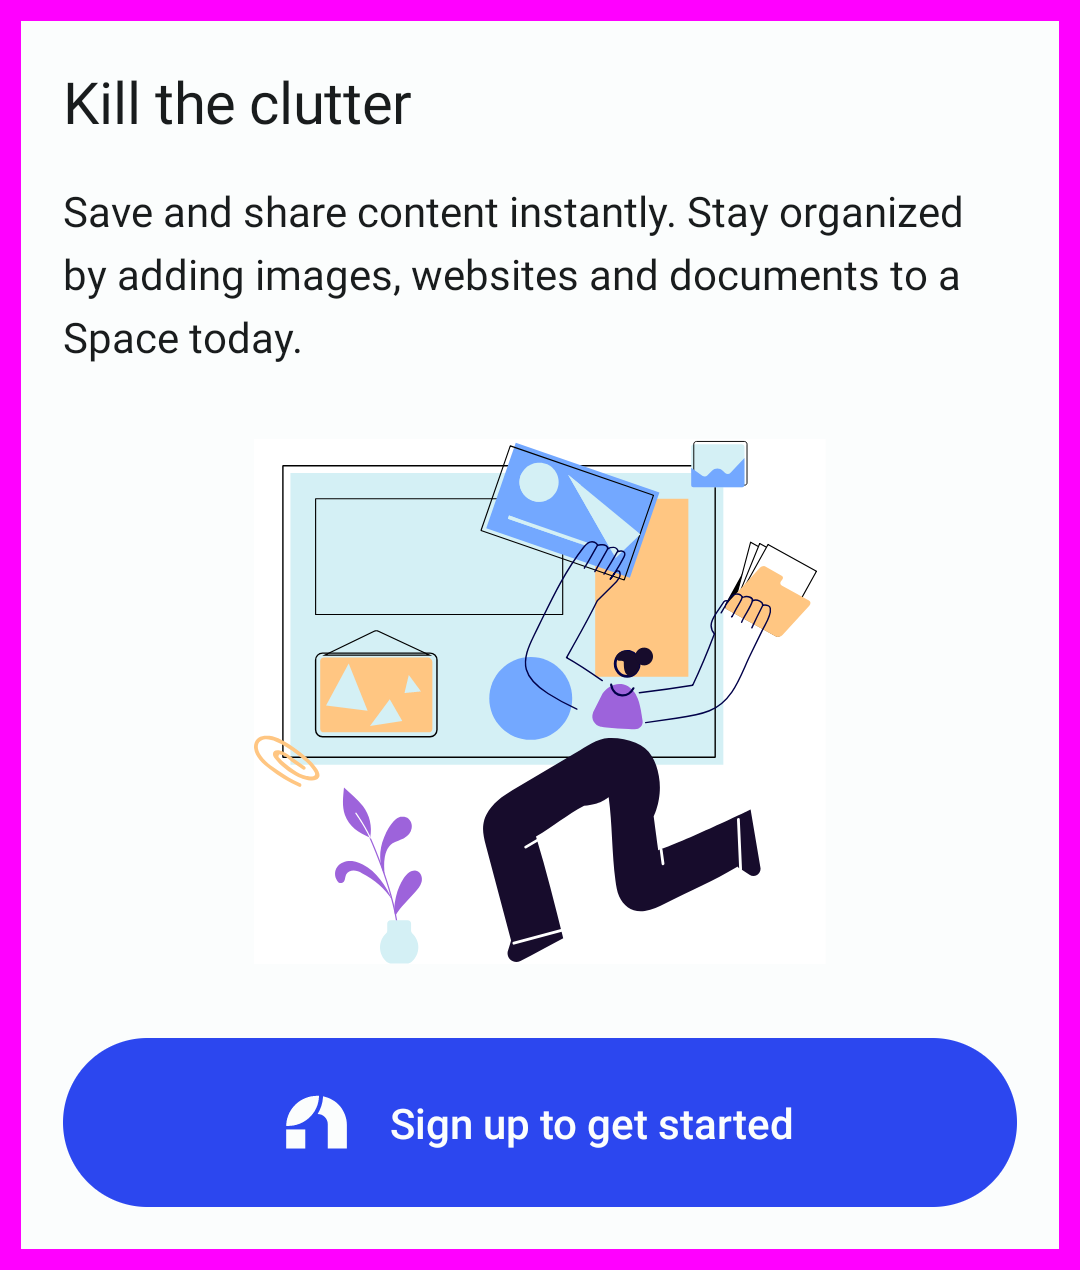 Kill the clutter
Save and share content instantly. Stay organized
by adding images, websites and documents to a
Space today.
Sign up to get started